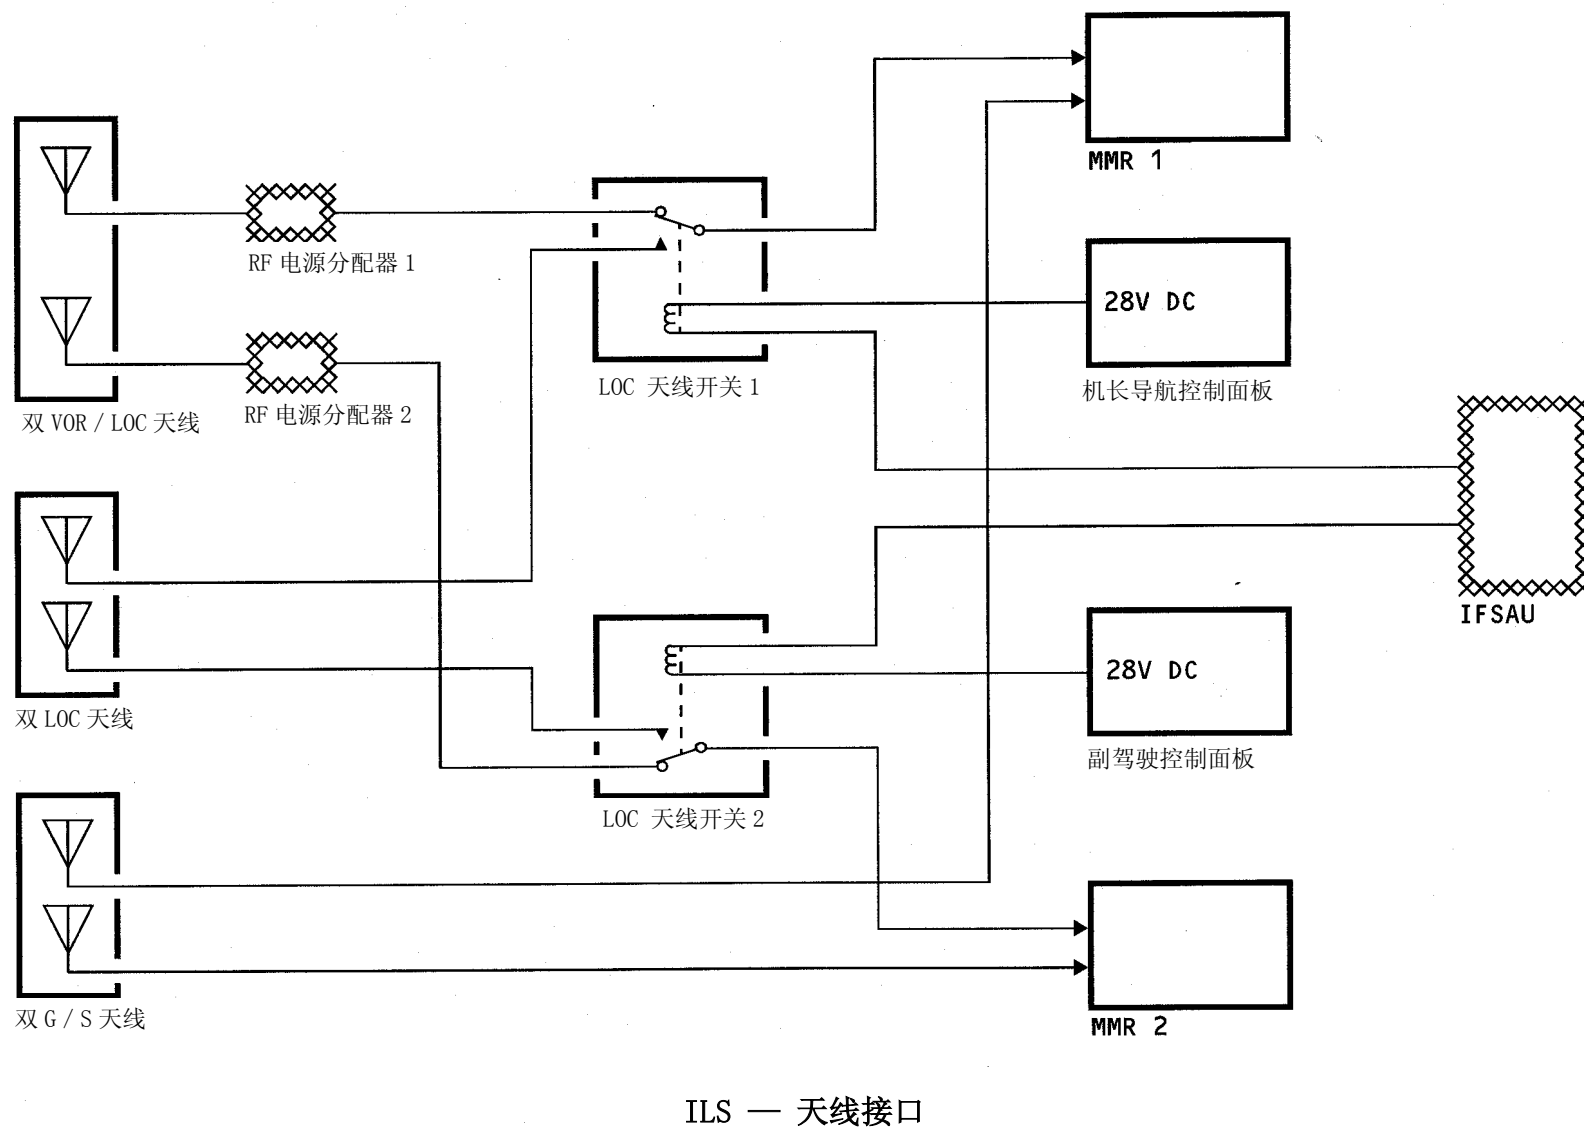 MMR 1
RF 电源分配器 1
28V DC
LOC 天线开关 1
机长导航控制面板
双 VOR / LOC 天线
RF 电源分配器 2
IFSAU
28V DC
双 LOC 天线
副驾驶控制面板
LOC 天线开关 2
双 G / S 天线
MMR 2
ILS — 天线接口